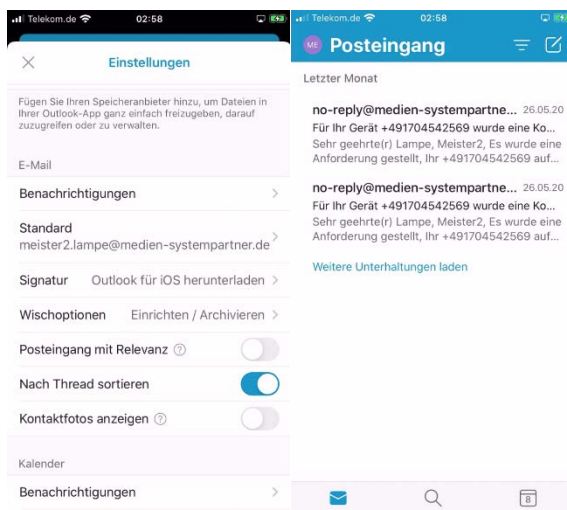 Telekom.de 02:58
Einstellungen
Fügen Sie Ihren Speicheranbieter hinzu, um Dateien in
Ihrer Outlook-App ganz einfach freizugeben, darauf
zuzugreifen oder zu verwalten.
E-Mail
Benachrichtigungen
Standard
meister2.lampe@medien-systempartner.de
Signatur Outlook für iOS herunterladen
Wischoptionen Einrichten / Archivieren
Posteingang mit Relevanz ?
Nach Thread sortieren
Kontaktfotos anzeigen ?
Kalender
Benachrichtigungen
Telekom.de 02:58
ME Posteingang
Letzter Monat
no-reply@medien-systempartne... 26.05.20
Für Ihr Gerät +491704542569 wurde eine Ko...
Sehr geehrte(r) Lampe, Meister2, Es wurde eine
Anforderung gestellt, Ihr +491704542569 auf...
no-reply@medien-systempartne... 26.05.20
Für Ihr Gerät +491704542569 wurde eine Ko...
Sehr geehrte(r) Lampe, Meister2, Es wurde eine
Anforderung gestellt, Ihr +491704542569 auf...
Weitere Unterhaltungen laden
8